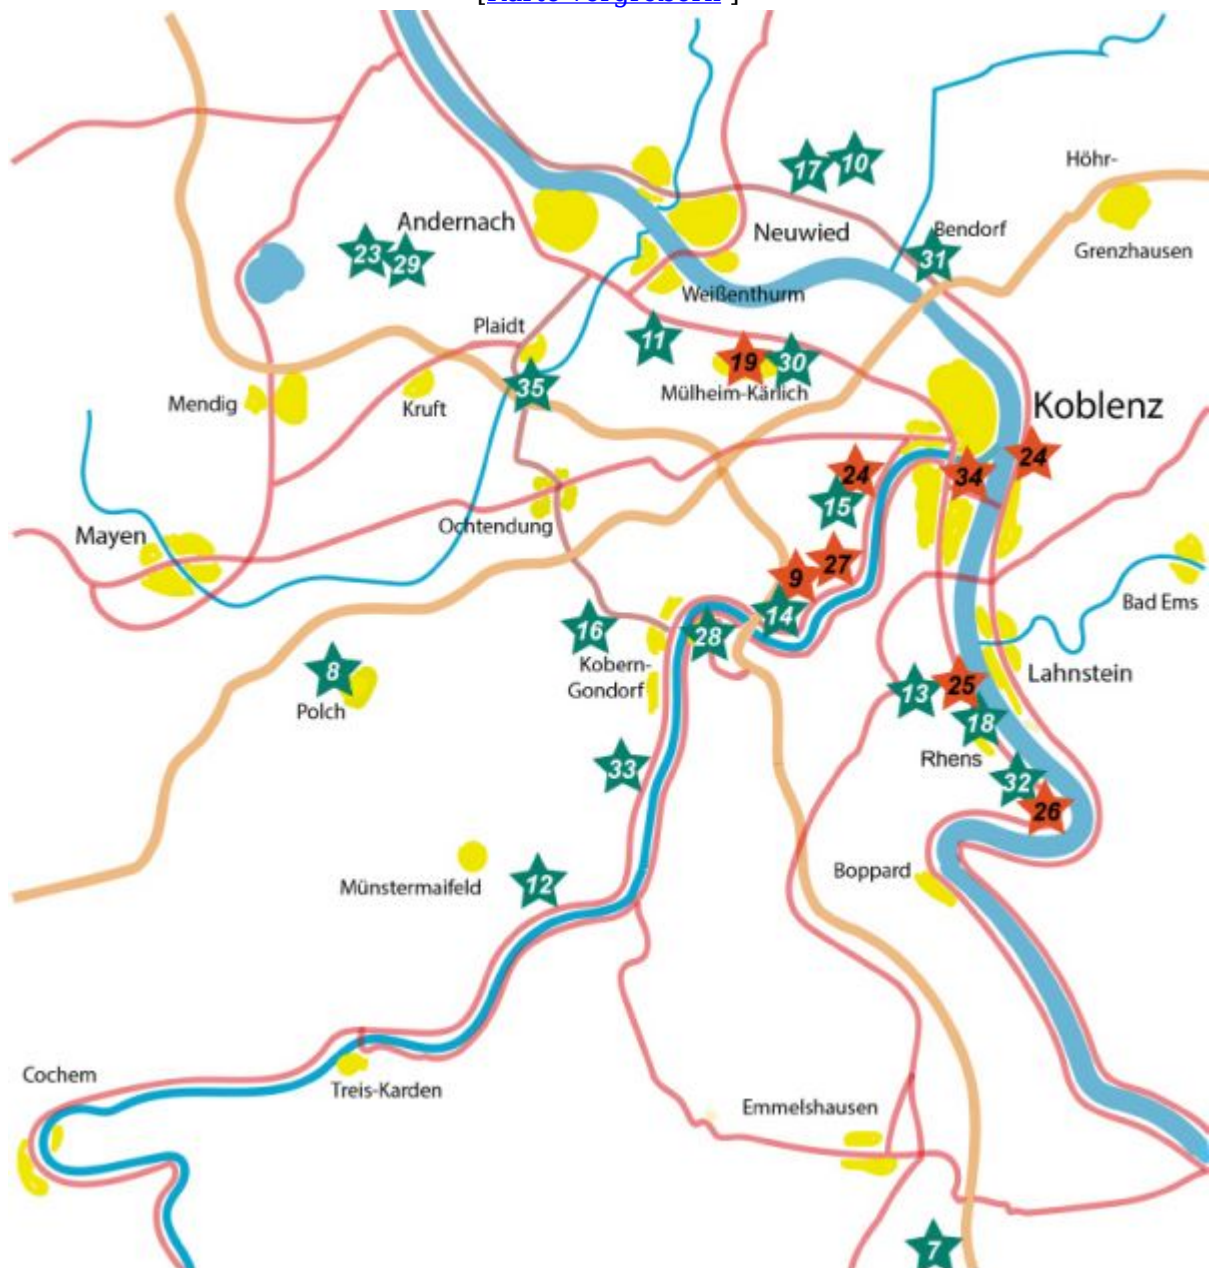 [Karte vergrößern ]
Höhr-
17
10
Andernach
Neuwied
Bendorf
Grenzhausen
23
29
31
Weißenthurm
Plaidt
11
19
30
35
Mülheim-Kärlich
Mendig
Kruft
Koblenz
24
34
24
15
Ochtendung
Mayen
27
9
14
Bad Ems
16
28
Kobern-
Gondorf
8
Polch
Lahnstein
25
13
18
Rhens
33
32
26
Boppard
12
Münstermaifeld
Cochem
Treis-Karden
Emmelshausen
7